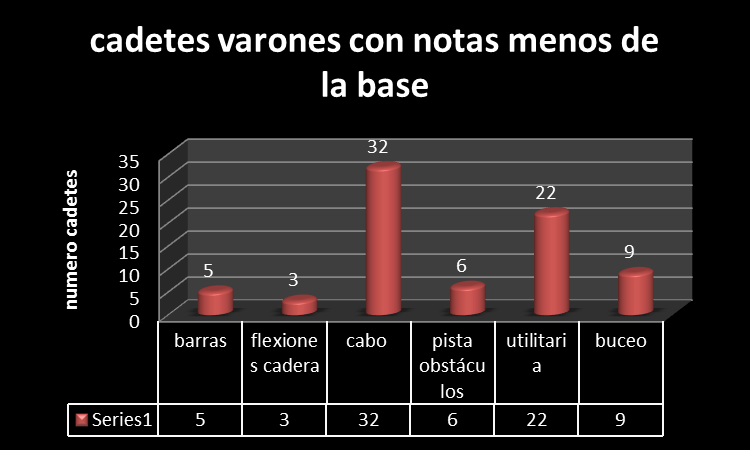 cadetes varones con notas menos de
la base
numero cadetes
35
30
25
20
15
10
5
0
5
3
32
6
22
9
barras
flexione
s cadera
cabo
pista
obstácu
los
utilitari
a
buceo
Series1 5 3 32 6 22 9